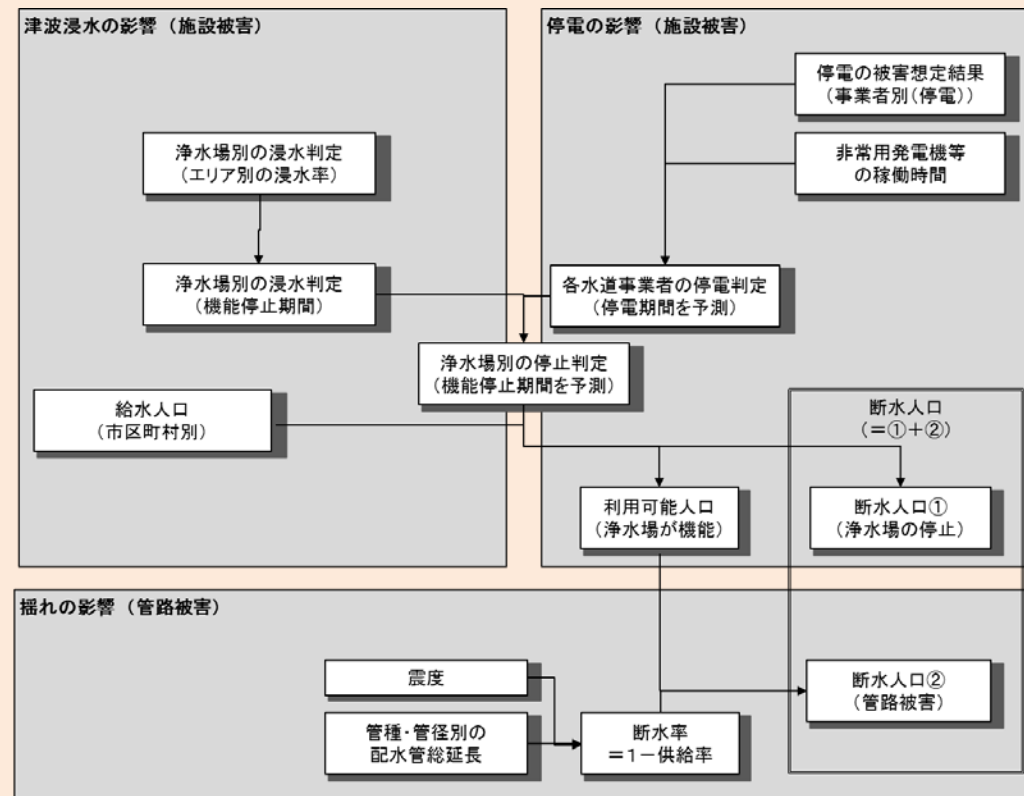 津波浸水の影響（施設被害）
浄水場別の浸水判定
（エリア別の浸水率）
浄水場別の浸水判定
（機能停止期間）
停電の影響（施設被害）
停電の被害想定結果
（事業者別（停電））
非常用発電機等
の稼働時間
各水道事業者の停電判定
（停電期間を予測）
浄水場別の停止判定
（機能停止期間を予測）
給水人口
（市区町村別）
断水人口
（＝①＋②）
利用可能人口
（浄水場が機能）
断水人口①
（浄水場の停止）
揺れの影響（管路被害）
震度
管種・管径別の
配水管総延長
断水率
＝１－供給率
断水人口②
（管路被害）